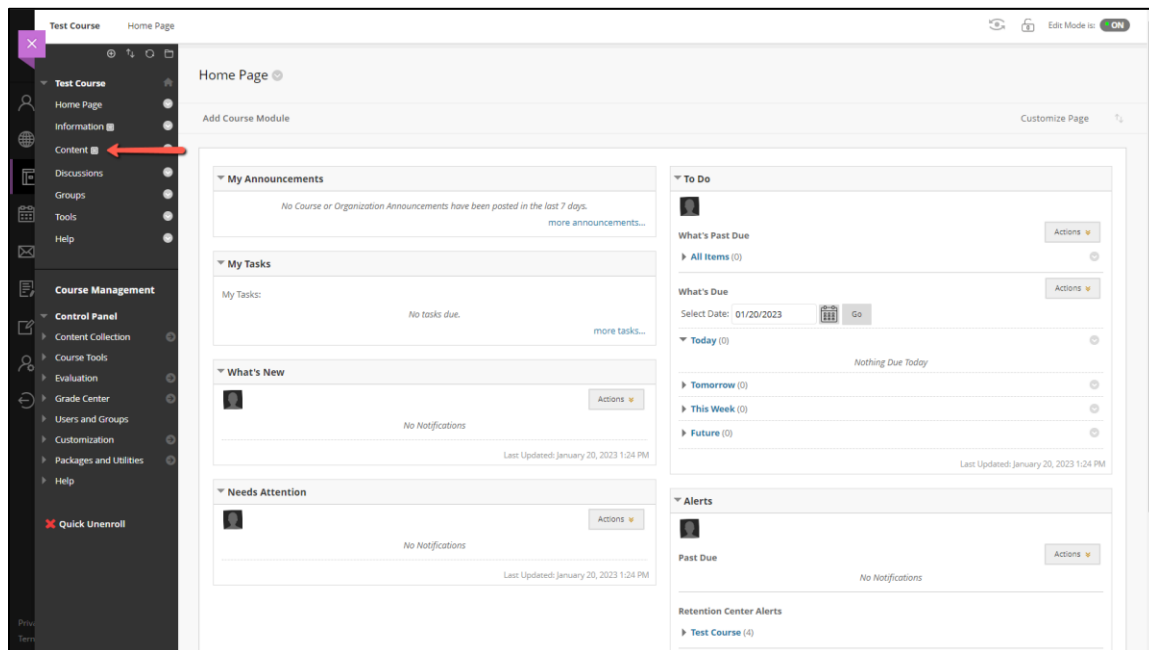 Test Course Home Page
Edit Mode is: ON
Test Course
Home Page
Information
Content
Discussions
Groups
Tools
Help
Course Management
Control Panel
Content Collection
Course Tools
Evaluation
Grade Center
Users and Groups
Customization
Packages and Utilities
Help
Quick Unenroll
Home Page
Add Course Module
Customize Page
My Announcements
No Course or Organization Announcements have been posted in the last 7 days.
more announcements...
My Tasks
My Tasks:
No tasks due.
more tasks...
What's New
Actions
No Notifications
Last Updated: January 20, 2023 1:24 PM
Needs Attention
Actions
No Notifications
Last Updated: January 20, 2023 1:24 PM
To Do
What's Past Due
Actions
All Items (0)
What's Due
Actions
Select Date: 01/20/2023 Go
Today (0)
Nothing Due Today
Tomorrow (0)
This Week (0)
Future (0)
Last Updated: January 20, 2023 1:24 PM
Alerts
Past Due
Actions
No Notifications
Retention Center Alerts
Test Course (4)